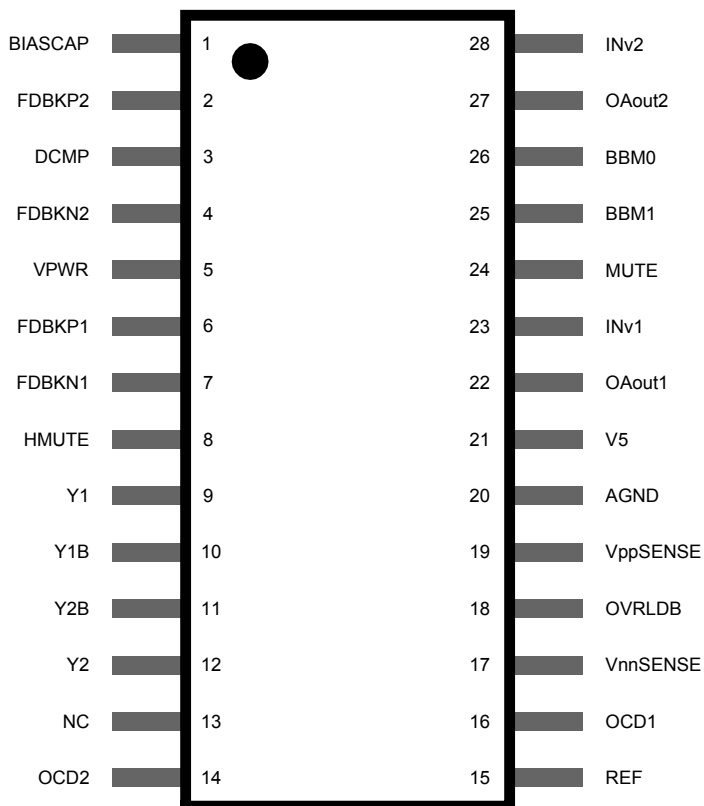 BIASCAP 1 28 INv2
FDBKP2 2 27 OAout2
DCMP 3 26 BBM0
FDBKN2 4 25 BBM1
VPWR 5 24 MUTE
FDBKP1 6 23 INv1
FDBKN1 7 22 OAout1
HMUTE 8 21 V5
Y1 9 20 AGND
Y1B 10 19 VppSENSE
Y2B 11 18 OVRLDB
Y2 12 17 VnnSENSE
NC 13 16 OCD1
OCD2 14 15 REF